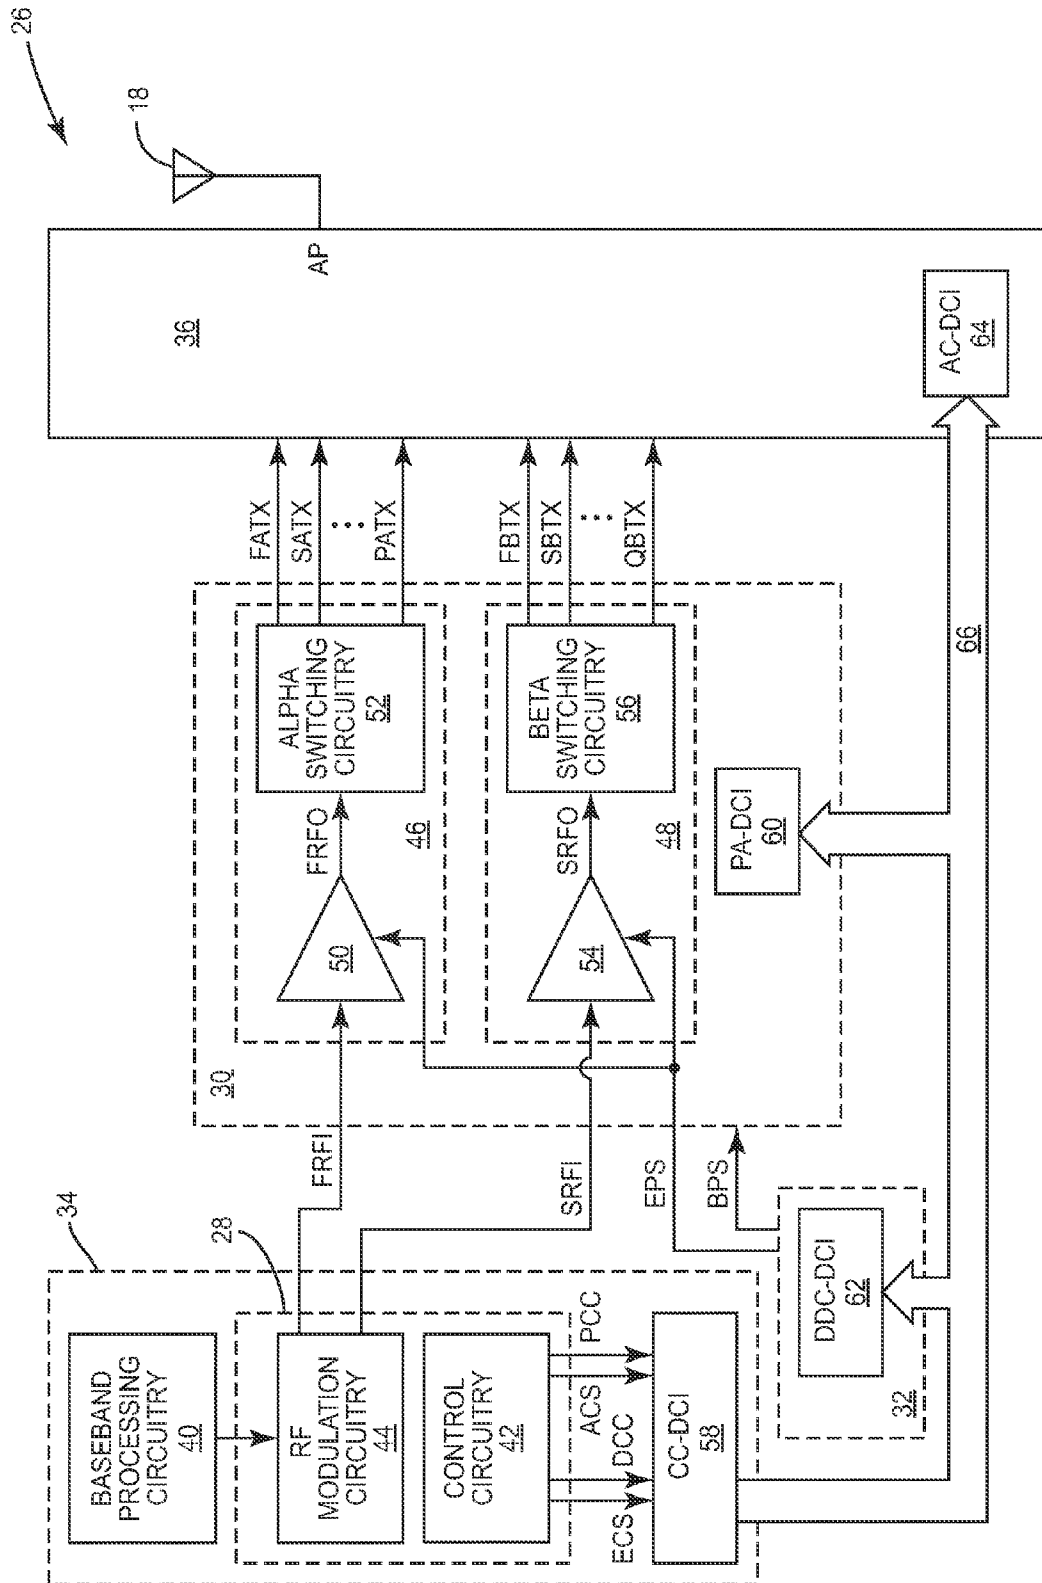 26
18
34
BASEBAND
PROCESSING
CIRCUITRY
40
28
RF
MODULATION
CIRCUITRY
44
CONTROL
CIRCUITRY
42
ECS
DCC
ACS
PCC
CC-DCI
58
FRFI
SRFI
EPS
BPS
DDC-DCI
62
32
30
50
FRFO
ALPHA
SWITCHING
CIRCUITRY
52
46
54
SRFO
BETA
SWITCHING
CIRCUITRY
56
48
PA-DCI
60
FATX
SATX
PATX
FBTX
SBTX
QBTX
36
AP
AC-DCI
64
66